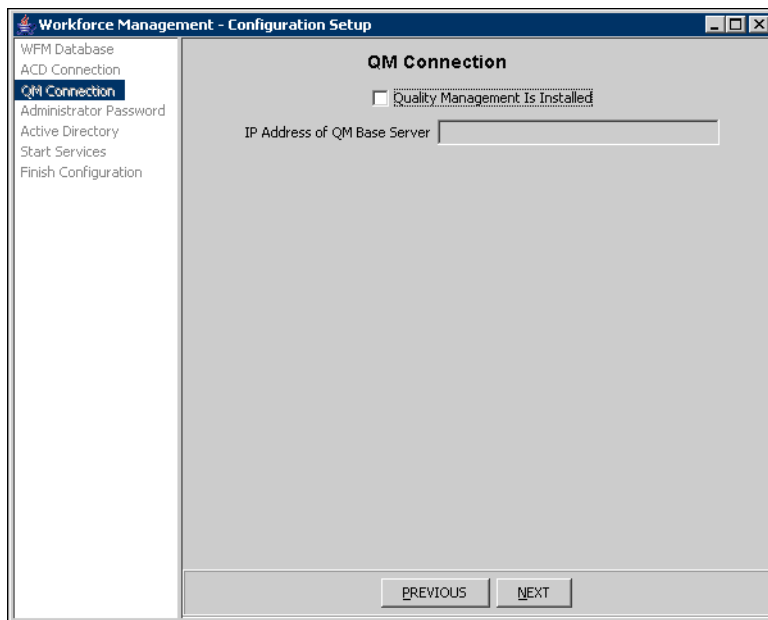 Workforce Management - Configuration Setup
WFM Database
ACD Connection
QM Connection
Administrator Password
Active Directory
Start Services
Finish Configuration
QM Connection
Quality Management Is Installed
IP Address of QM Base Server
PREVIOUS
NEXT